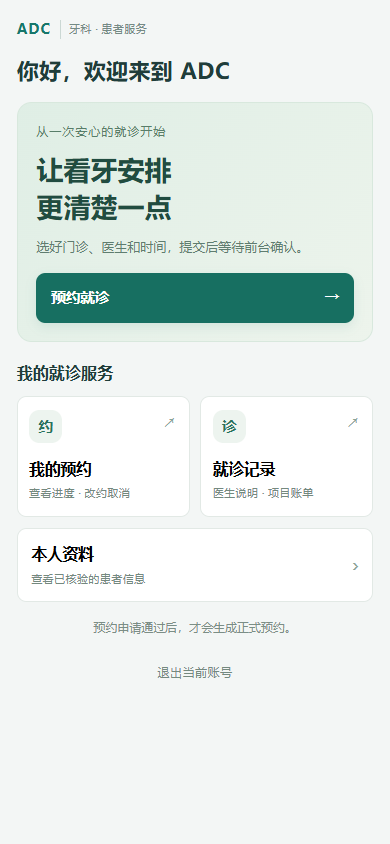 ADC 牙科 · 患者服务
你好，欢迎来到 ADC
从一次安心的就诊开始
让看牙安排
更清楚一点
选好门诊、医生和时间，提交后等待前台确认。
预约就诊 →
我的就诊服务
约 ↗
我的预约
查看进度 · 改约取消
诊 ↗
就诊记录
医生说明 · 项目账单
本人资料
查看已核验的患者信息 ›
预约申请通过后，才会生成正式预约。
退出当前账号